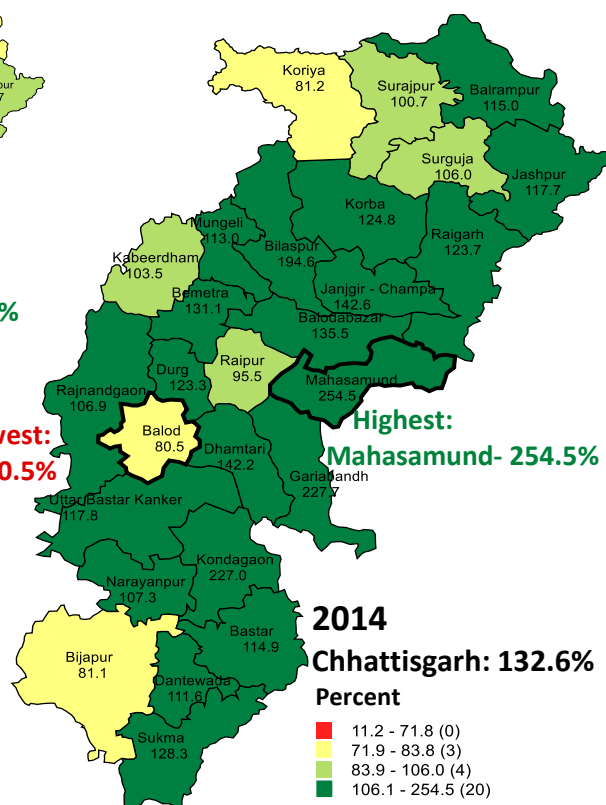 Koriya
81.2
Surajpur
100.7
Balrampur
115.0
Surguja
106.0
Jashpur
117.7
Korba
124.8
Mungeli
113.0
Bilaspur
194.6
Raigarh
123.7
Kabeerdham
103.5
Janjgir - Champa
142.6
Bemetra
131.1
Balodabazar
135.5
%
Durg
123.3
Raipur
95.5
Mahasamund
254.5
Rajnandgaon
106.9
Balod
80.5
Highest:
Mahasamund- 254.5%
west:
0.5%
Dhamtari
142.2
Gariabandh
227.7
Uttar Bastar Kanker
117.8
Kondagaon
227.0
Narayanpur
107.3
Bastar
114.9
Bijapur
81.1
Dantewada
111.6
Sukma
128.3
2014
Chhattisgarh: 132.6%
Percent
11.2 - 71.8 (0)
71.9 - 83.8 (3)
83.9 - 106.0 (4)
106.1 - 254.5 (20)